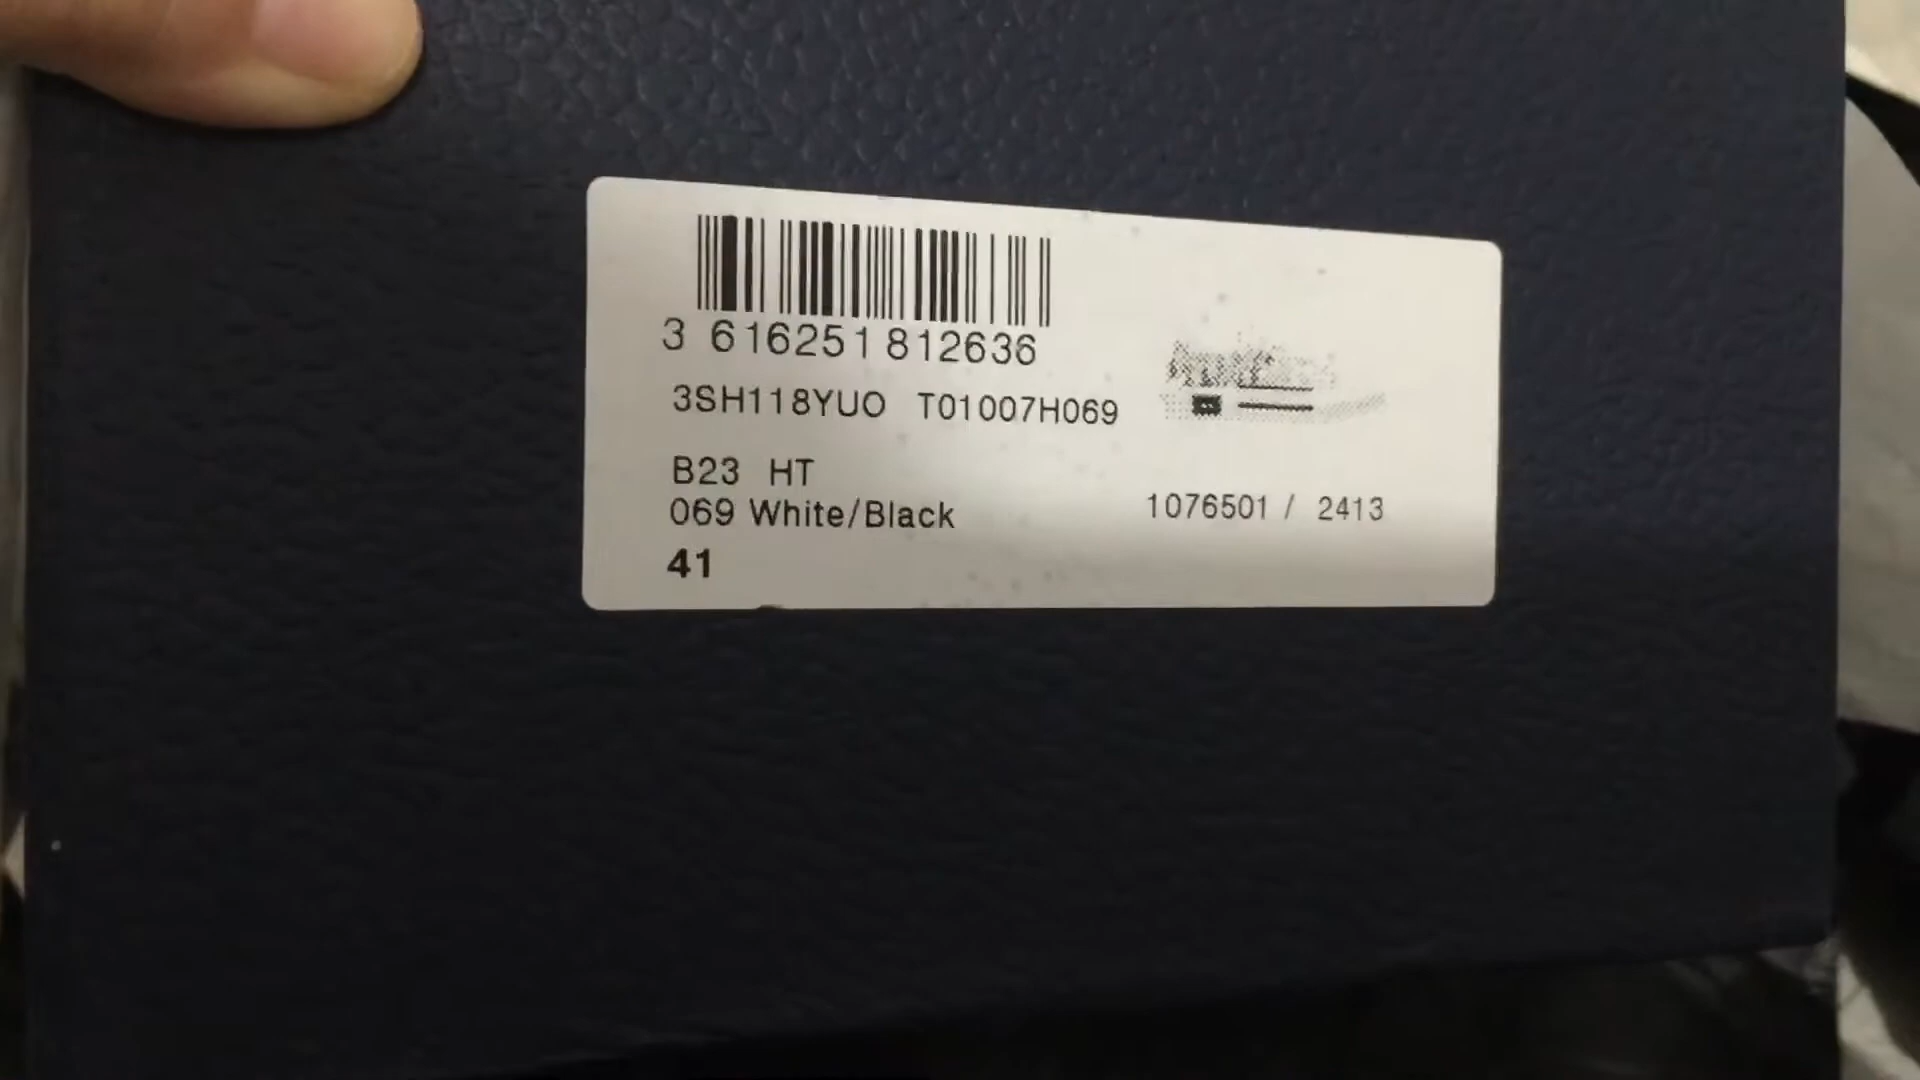 3 616251 812636
3SH118YUO T01007H069
B23 HT
069 White/Black
1076501 / 2413
41